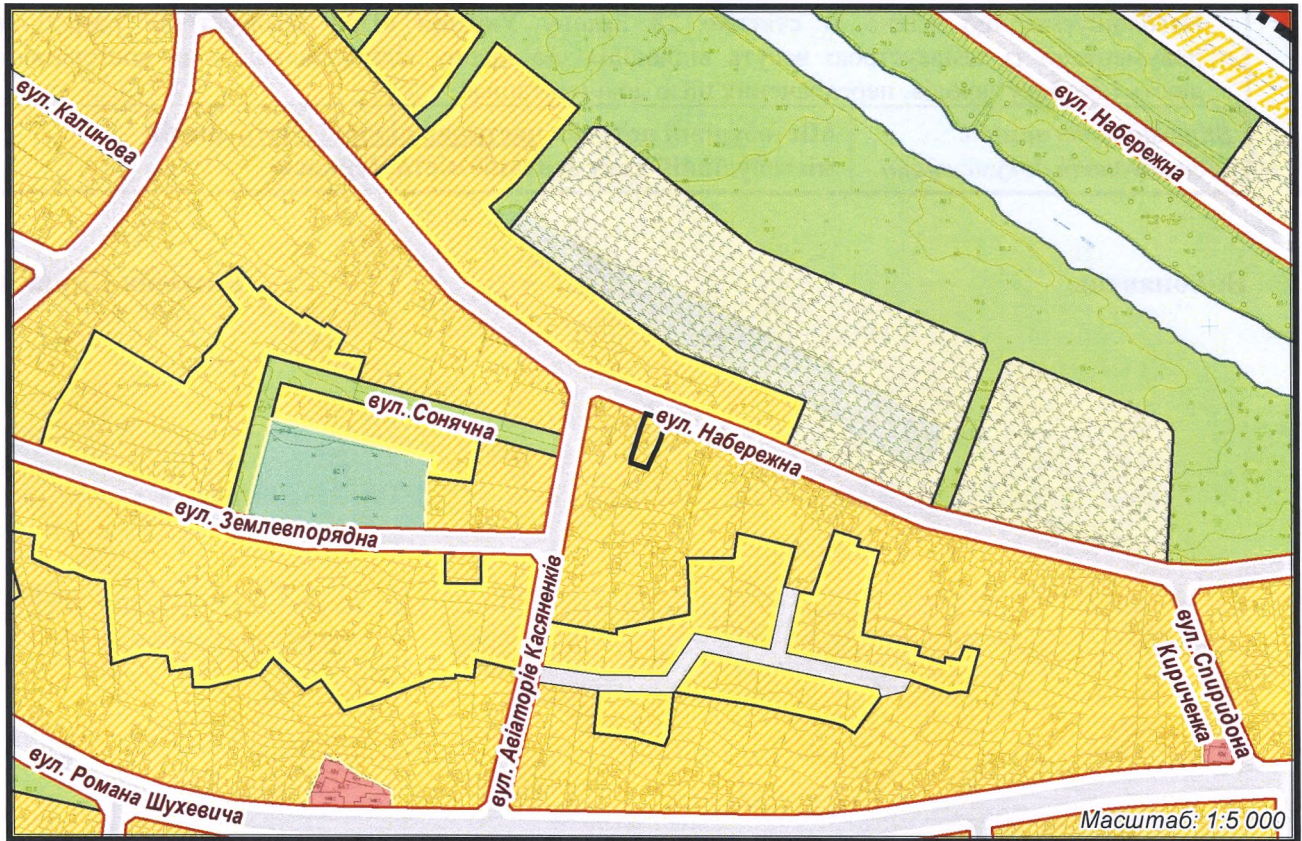 вул. Набережна
вул. Калинова
вул. Сонячна
вул. Набережна
вул. Землевпорядна
вул. Авіаторів Касяненків
вул. Спиридона
Кириченка
вул. Романа Шухевича
Масштаб: 1:5 000